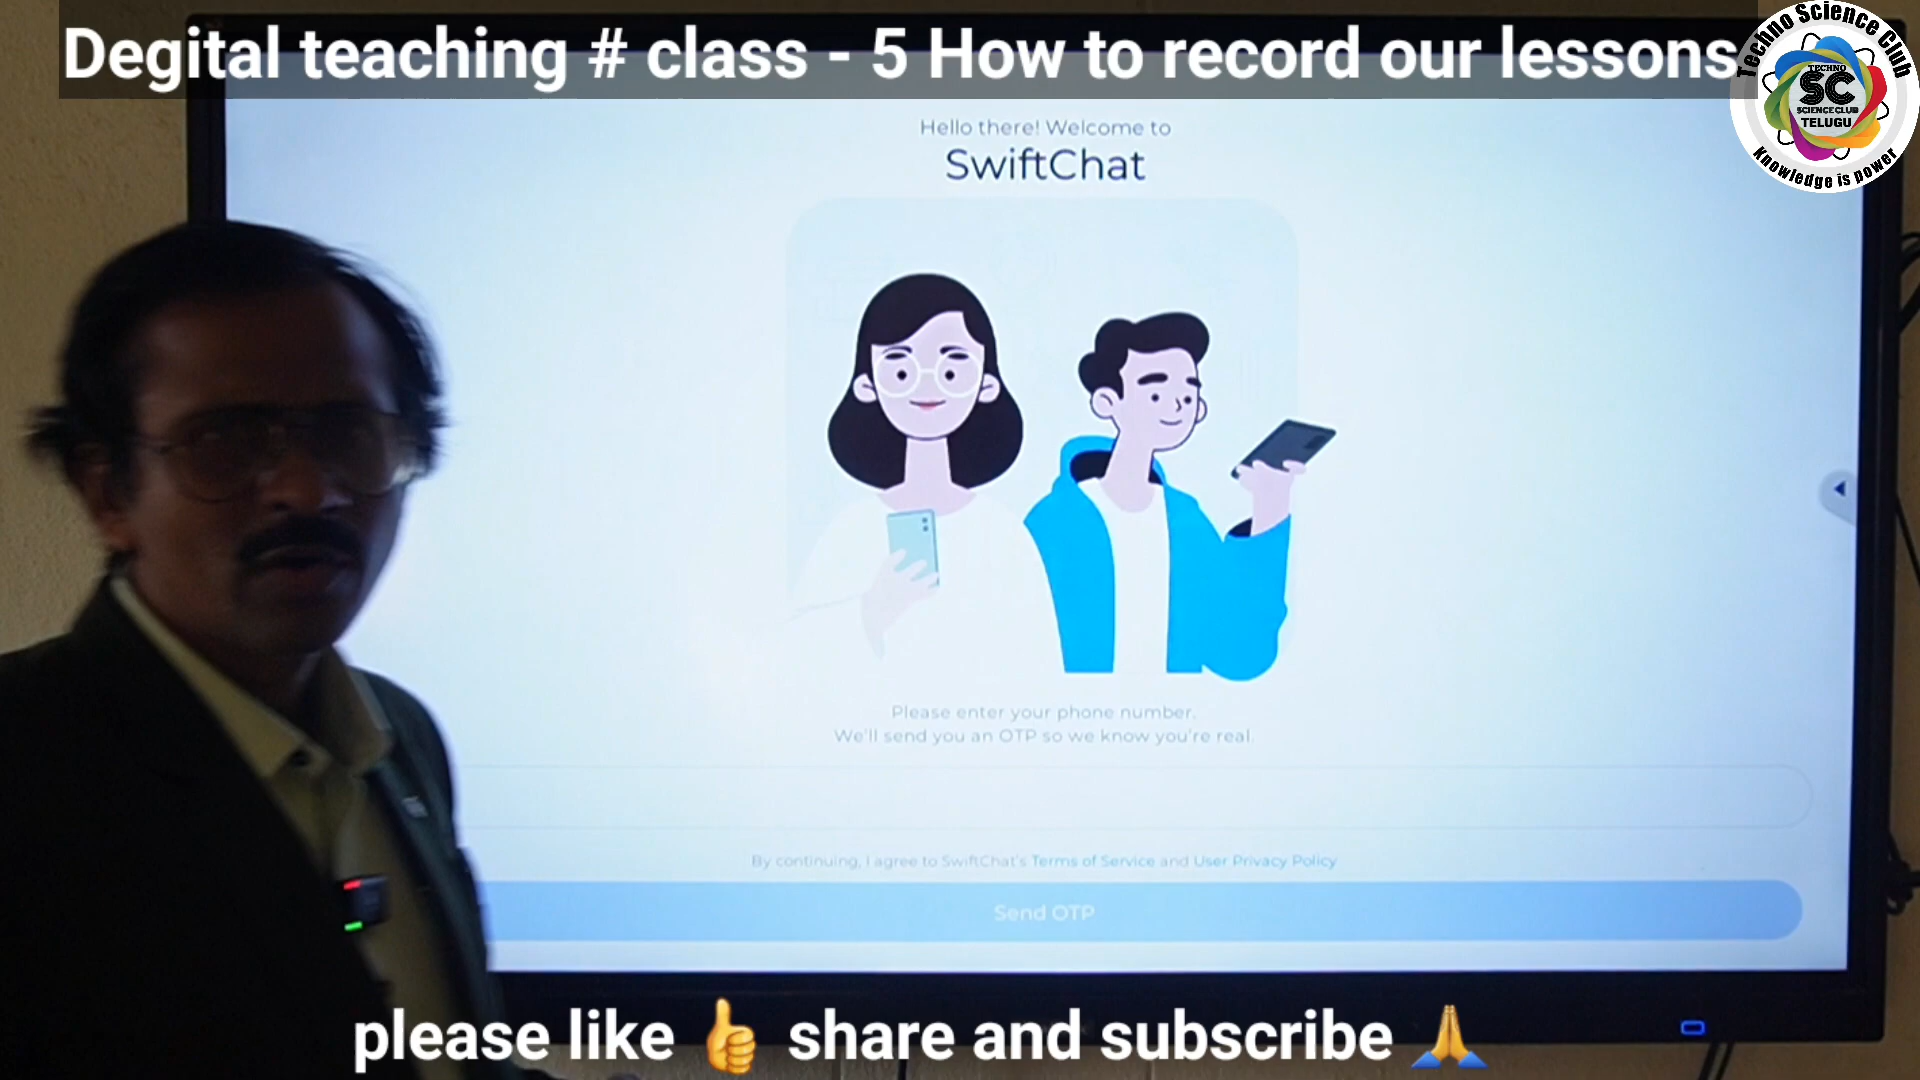 Degital teaching # class - 5 How to record our lessons
Techno Science Club
TECHNO
SC
SCIENCE CLUB
TELUGU
Knowledge is power
Hello there! Welcome to
SwiftChat
Please enter your phone number.
We'll send you an OTP so we know you're real.
By continuing, I agree to SwiftChat's Terms of Service and User Privacy Policy
Send OTP
please like 👍 share and subscribe 🙏